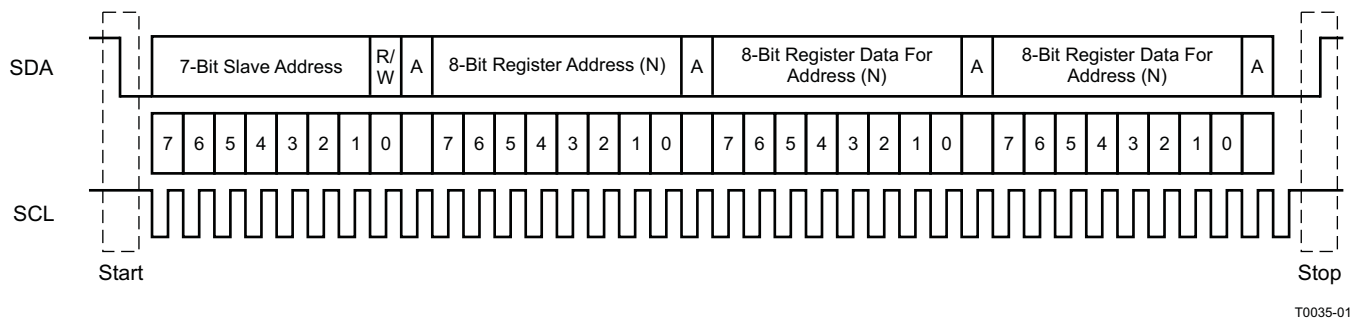 SDA
7-Bit Slave Address
R/
W
A
8-Bit Register Address (N)
A
8-Bit Register Data For
Address (N)
A
8-Bit Register Data For
Address (N)
A
7 6 5 4 3 2 1 0 7 6 5 4 3 2 1 0 7 6 5 4 3 2 1 0 7 6 5 4 3 2 1 0
SCL
Start
Stop
T0035-01